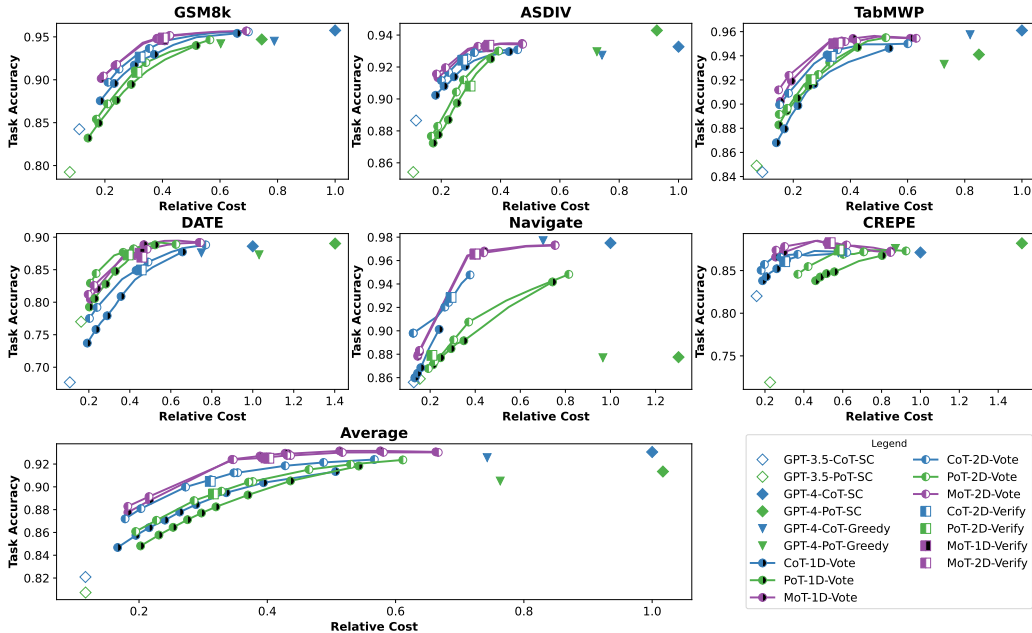 GSM8k
ASDIV
TabMWP
Task Accuracy
0.95
0.90
0.85
0.80
0.2 0.4 0.6 0.8 1.0
Relative Cost
Task Accuracy
0.94
0.92
0.90
0.88
0.86
0.2 0.4 0.6 0.8 1.0
Relative Cost
Task Accuracy
0.96
0.94
0.92
0.90
0.88
0.86
0.84
0.2 0.4 0.6 0.8 1.0
Relative Cost
DATE
Navigate
CREPE
Task Accuracy
0.90
0.85
0.80
0.75
0.70
0.2 0.4 0.6 0.8 1.0 1.2 1.4
Relative Cost
Task Accuracy
0.98
0.96
0.94
0.92
0.90
0.88
0.86
0.2 0.4 0.6 0.8 1.0 1.2
Relative Cost
Task Accuracy
0.85
0.80
0.75
0.2 0.4 0.6 0.8 1.0 1.2 1.4
Relative Cost
Average
Task Accuracy
0.92
0.90
0.88
0.86
0.84
0.82
0.2 0.4 0.6 0.8 1.0
Relative Cost
Legend
GPT-3.5-CoT-SC
GPT-3.5-PoT-SC
GPT-4-CoT-SC
GPT-4-PoT-SC
GPT-4-CoT-Greedy
GPT-4-PoT-Greedy
CoT-1D-Vote
PoT-1D-Vote
MoT-1D-Vote
CoT-2D-Vote
PoT-2D-Vote
MoT-2D-Vote
CoT-2D-Verify
PoT-2D-Verify
MoT-1D-Verify
MoT-2D-Verify